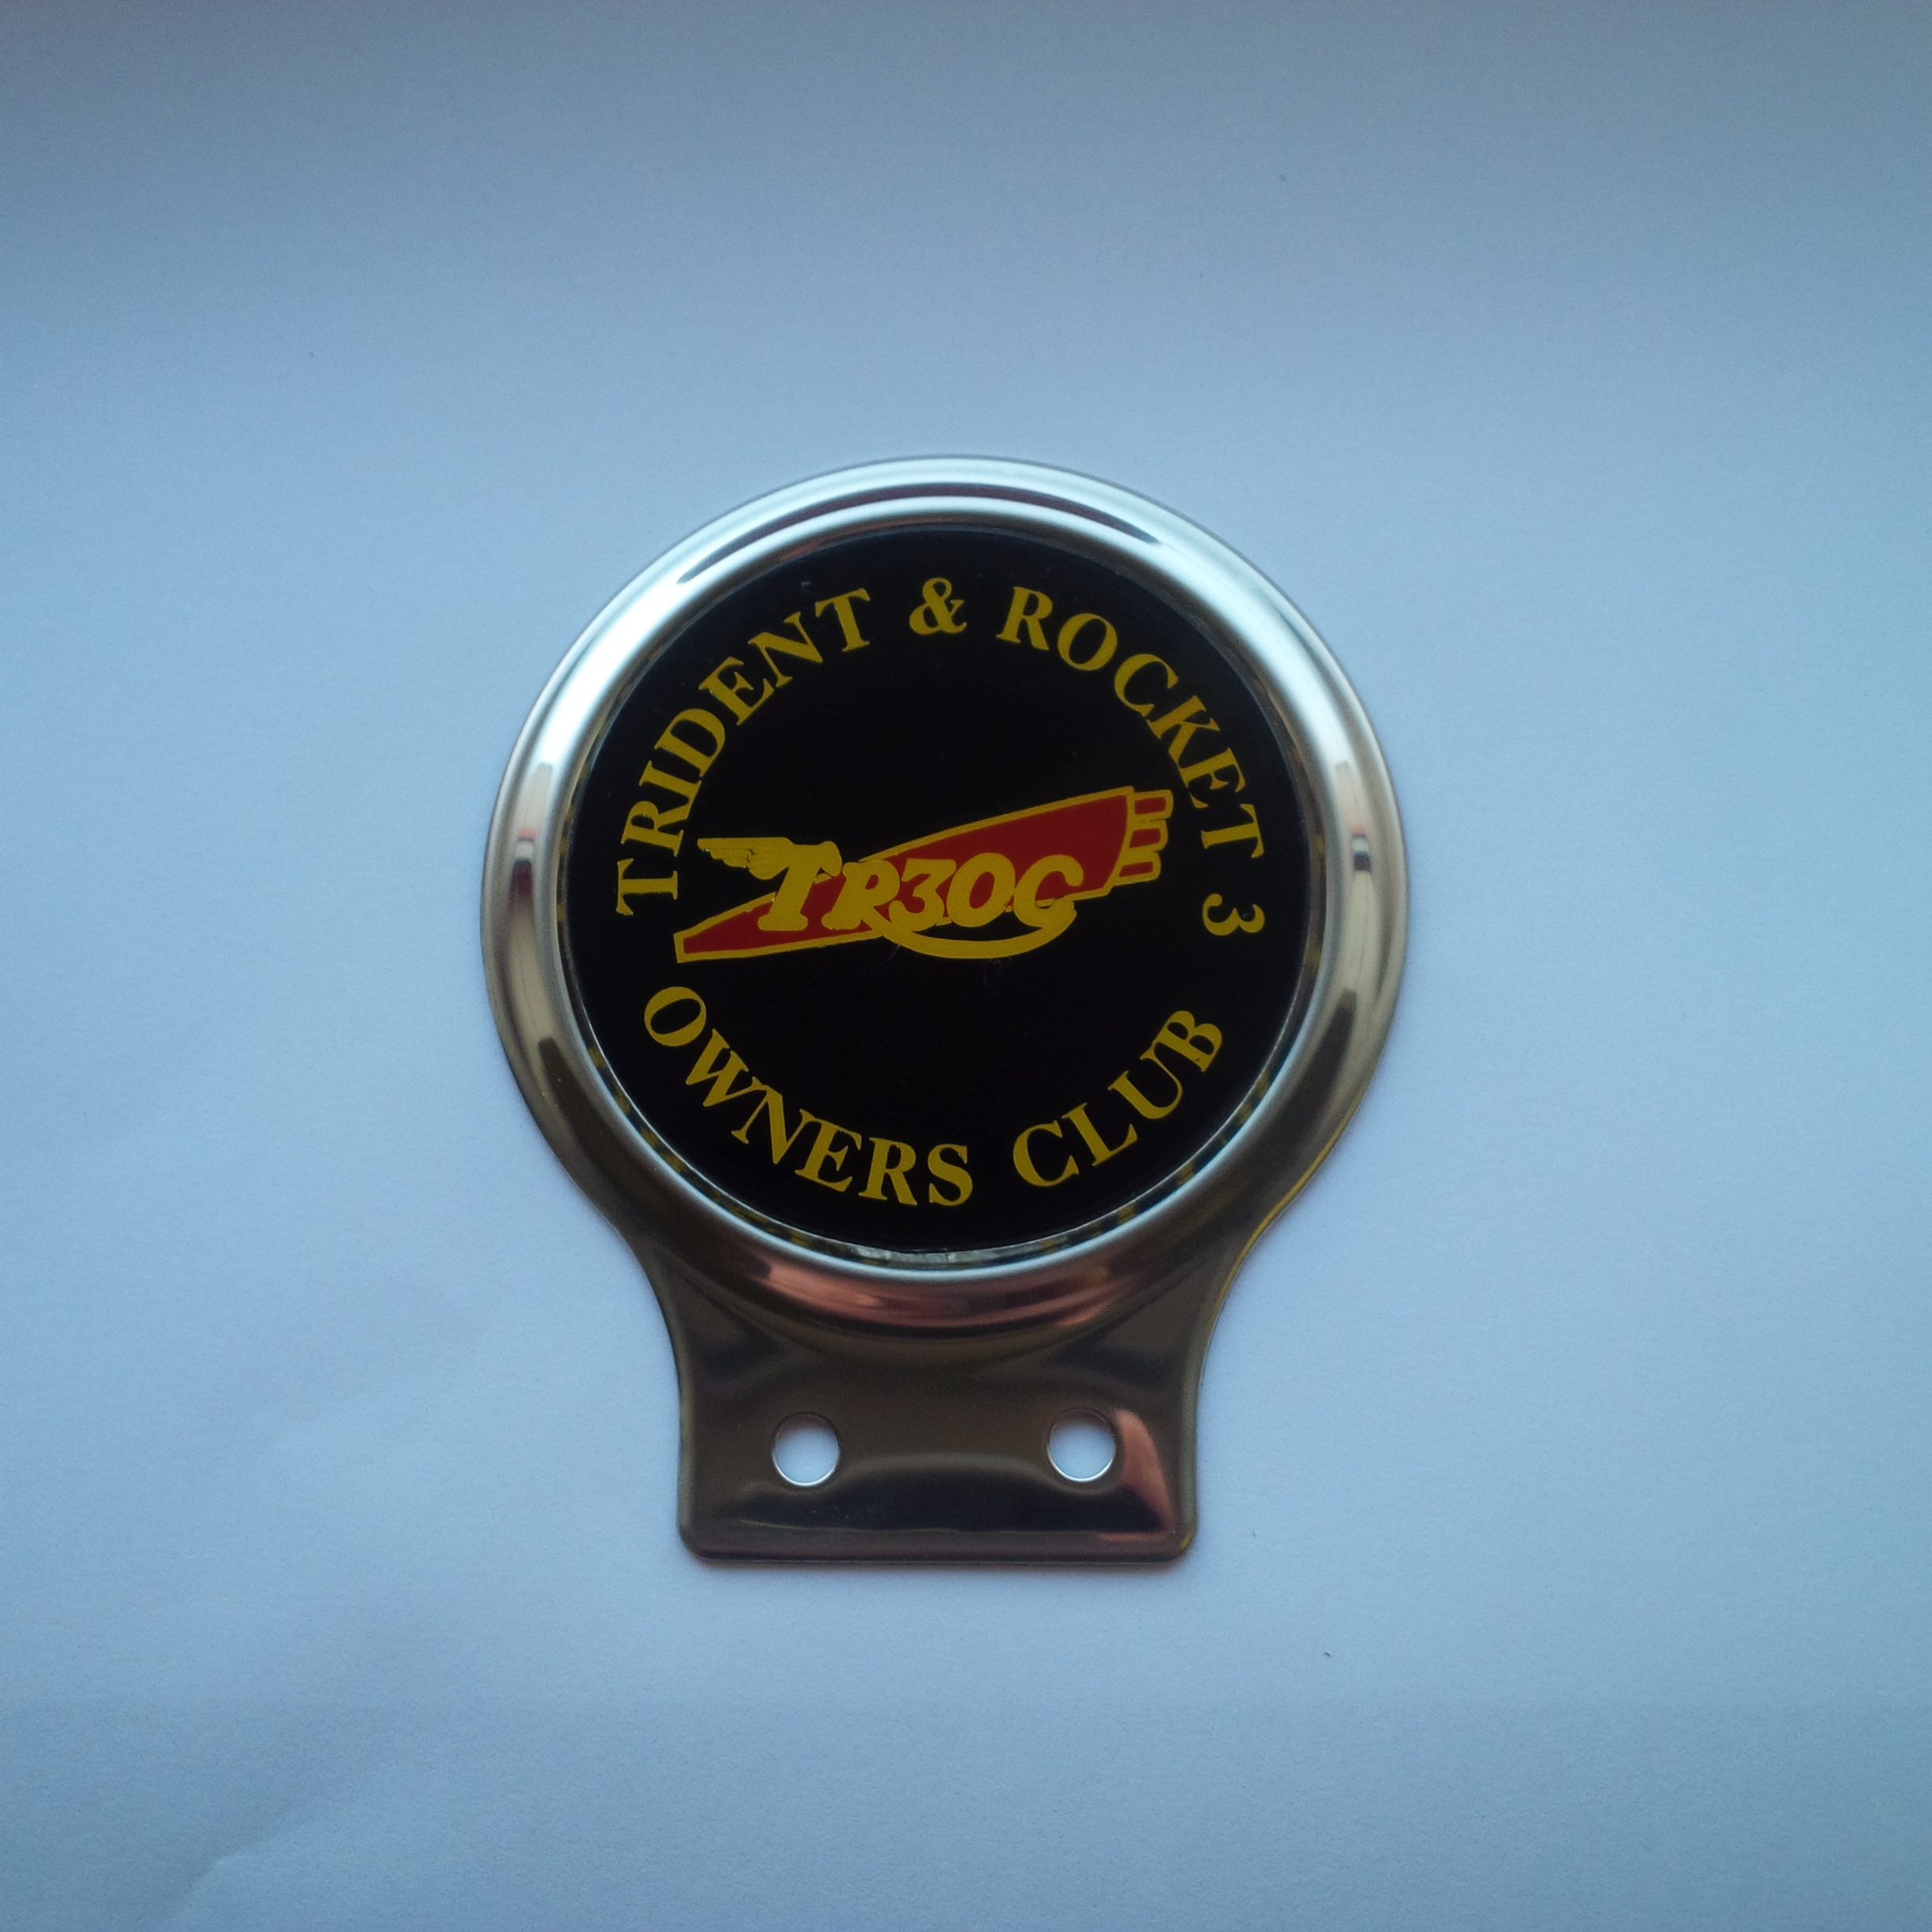 TRIDENT & ROCKET 3
TR3OC
OWNERS CLUB